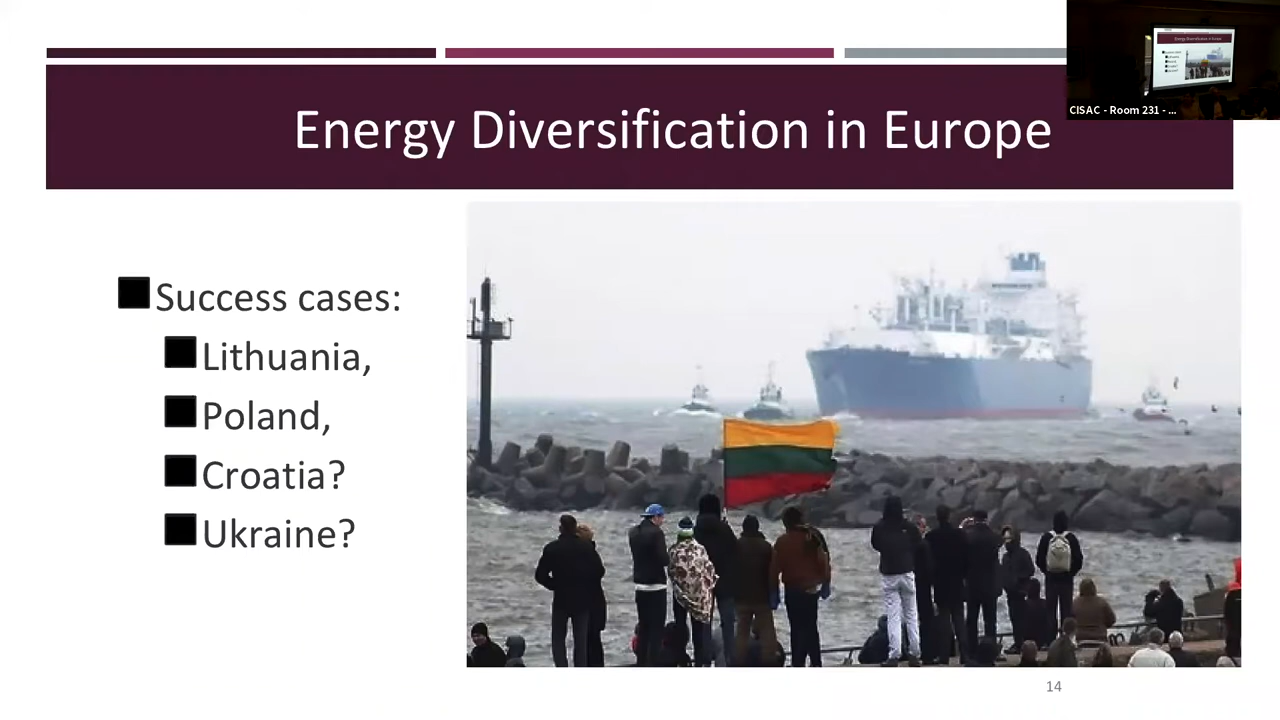 Energy Diversification in Europe
CISAC - Room 231 - ...
Success cases:
Lithuania,
Poland,
Croatia?
Ukraine?
14